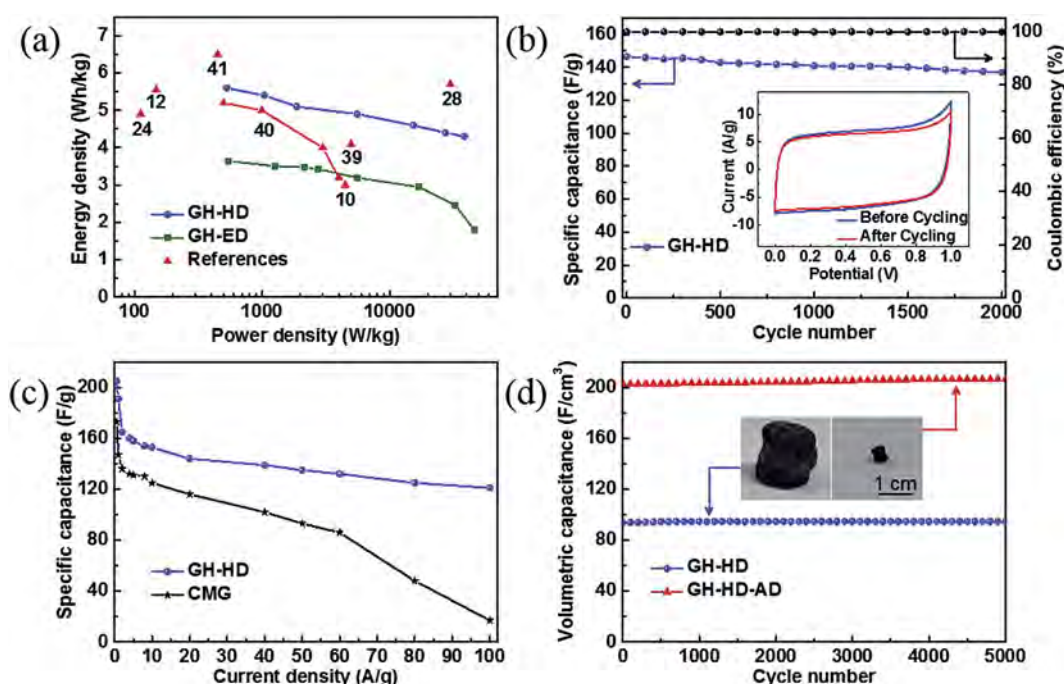 (a)
Energy density (Wh/kg)
7
6
5
4
3
2
1
0
41
12
24
28
40
39
10
GH-HD
GH-ED
References
100
1000
10000
Power density (W/kg)
(b)
Specific capacitance (F/g)
160
140
120
100
80
60
40
20
0
Coulombic efficiency (%)
100
80
60
40
20
0
Current (A/g)
10
5
0
-5
-10
Before Cycling
After Cycling
0.0 0.2 0.4 0.6 0.8 1.0
Potential (V)
GH-HD
0 500 1000 1500 2000
Cycle number
(c)
Specific capacitance (F/g)
200
160
120
80
40
0
GH-HD
CMG
0 10 20 30 40 50 60 70 80 90 100
Current density (A/g)
(d)
Volumetric capacitance (F/cm³)
200
160
120
80
40
0
1 cm
GH-HD
GH-HD-AD
0 1000 2000 3000 4000 5000
Cycle number